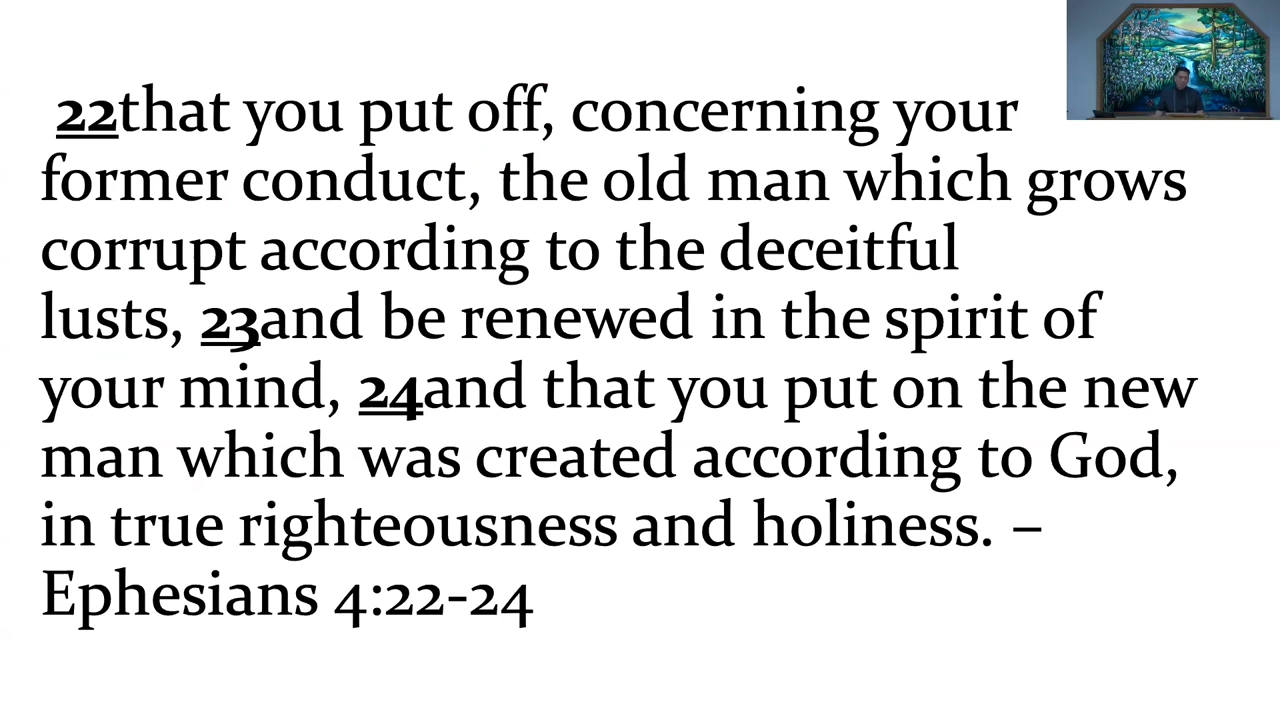 22that you put off, concerning your
former conduct, the old man which grows
corrupt according to the deceitful
lusts, 23and be renewed in the spirit of
your mind, 24and that you put on the new
man which was created according to God,
in true righteousness and holiness. –
Ephesians 4:22-24